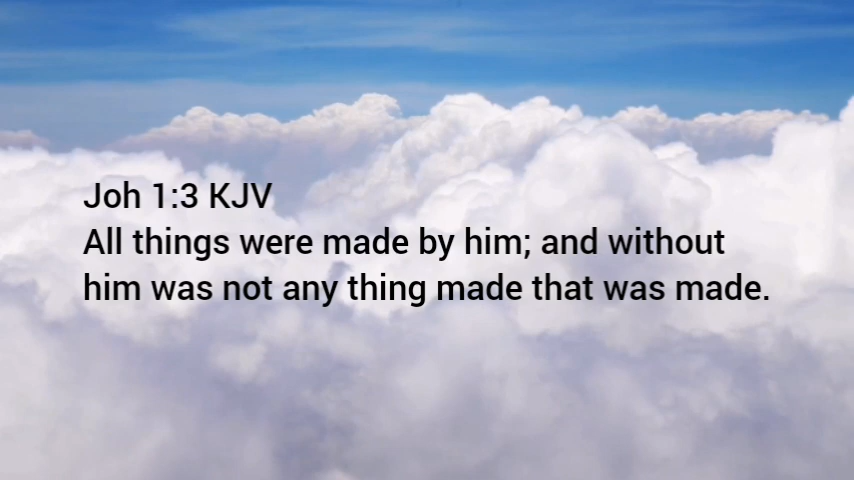 Joh 1:3 KJV
All things were made by him; and without
him was not any thing made that was made.